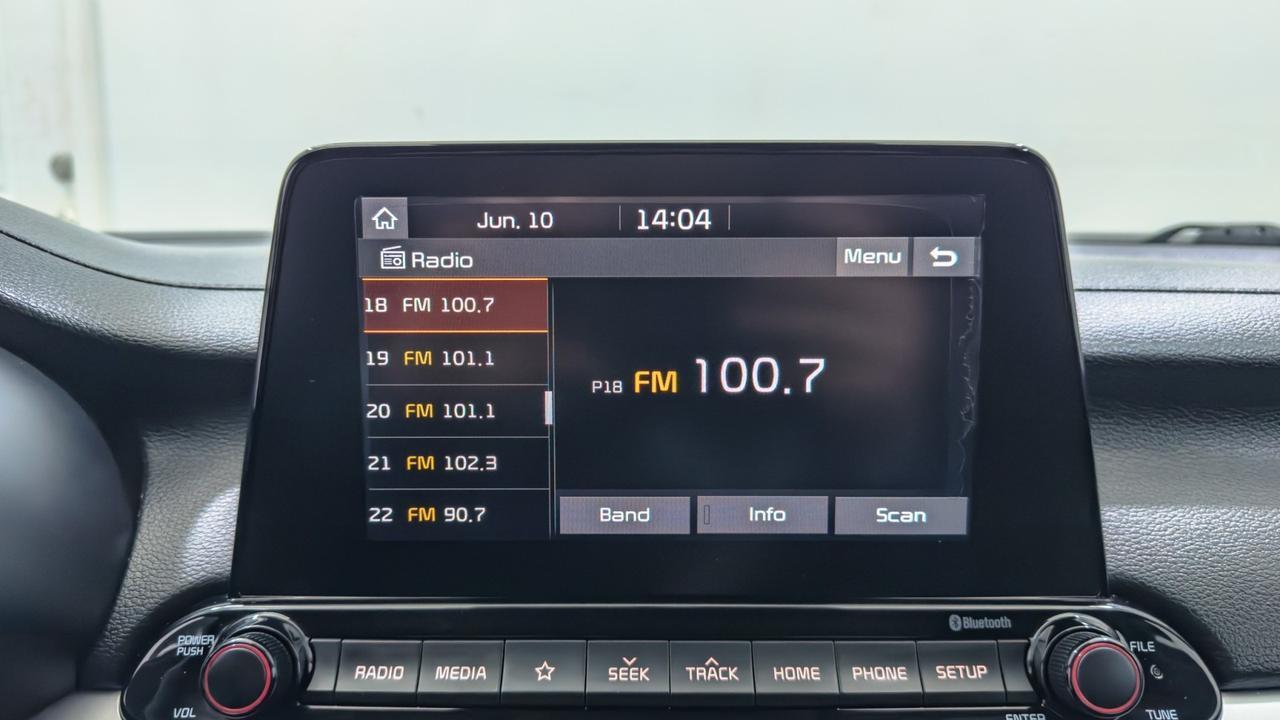 Jun. 10 14:04
Radio Menu
18 FM 100.7
19 FM 101.1
20 FM 101.1
21 FM 102.3
22 FM 90.7
P18 FM 100.7
Band Info Scan
Bluetooth
POWER
PUSH
VOL
RADIO MEDIA SEEK TRACK HOME PHONE SETUP
FILE
ENTER TUNE